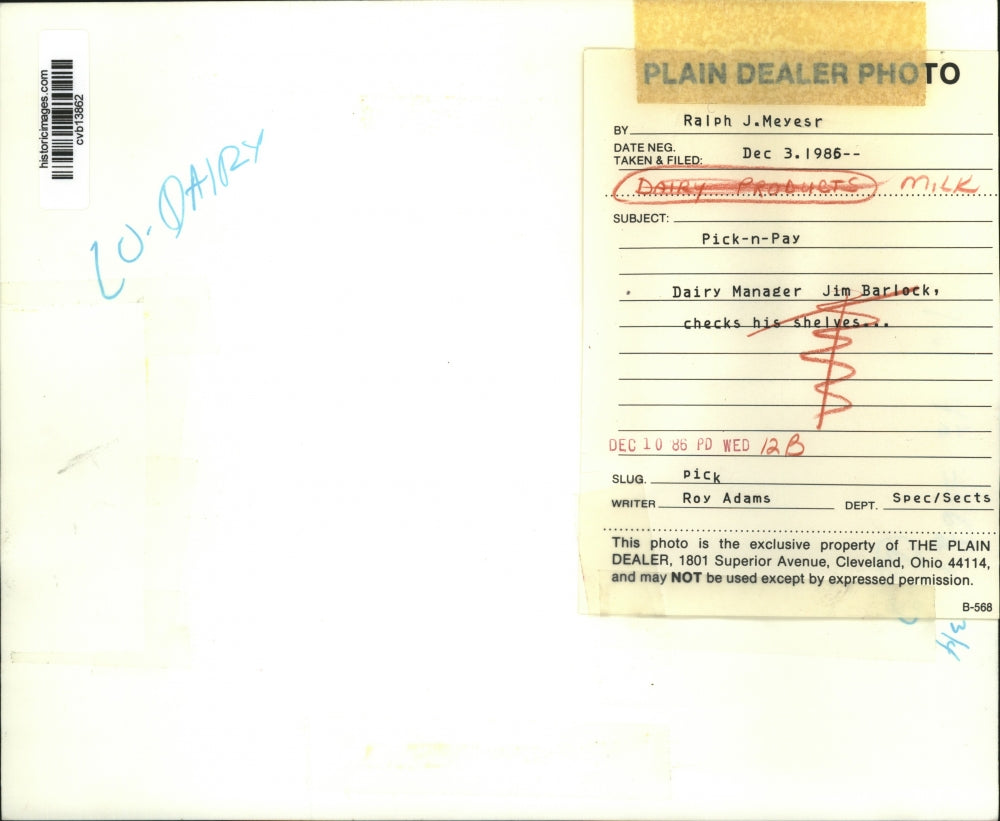 historicimages.com
cvb13862
LO-DAIRY
PLAIN DEALER PHOTO
BY Ralph J.Meyesr
DATE NEG.
TAKEN & FILED: Dec 3.1986--
DAIRY PRODUCTS MILK
SUBJECT:
Pick-n-Pay
Dairy Manager Jim Barlock,
checks his shelves...
DEC 10 86 PD WED 12B
SLUG. pick
WRITER Roy Adams DEPT. Spec/Sects
This photo is the exclusive property of THE PLAIN
DEALER, 1801 Superior Avenue, Cleveland, Ohio 44114,
and may NOT be used except by expressed permission.
B-568